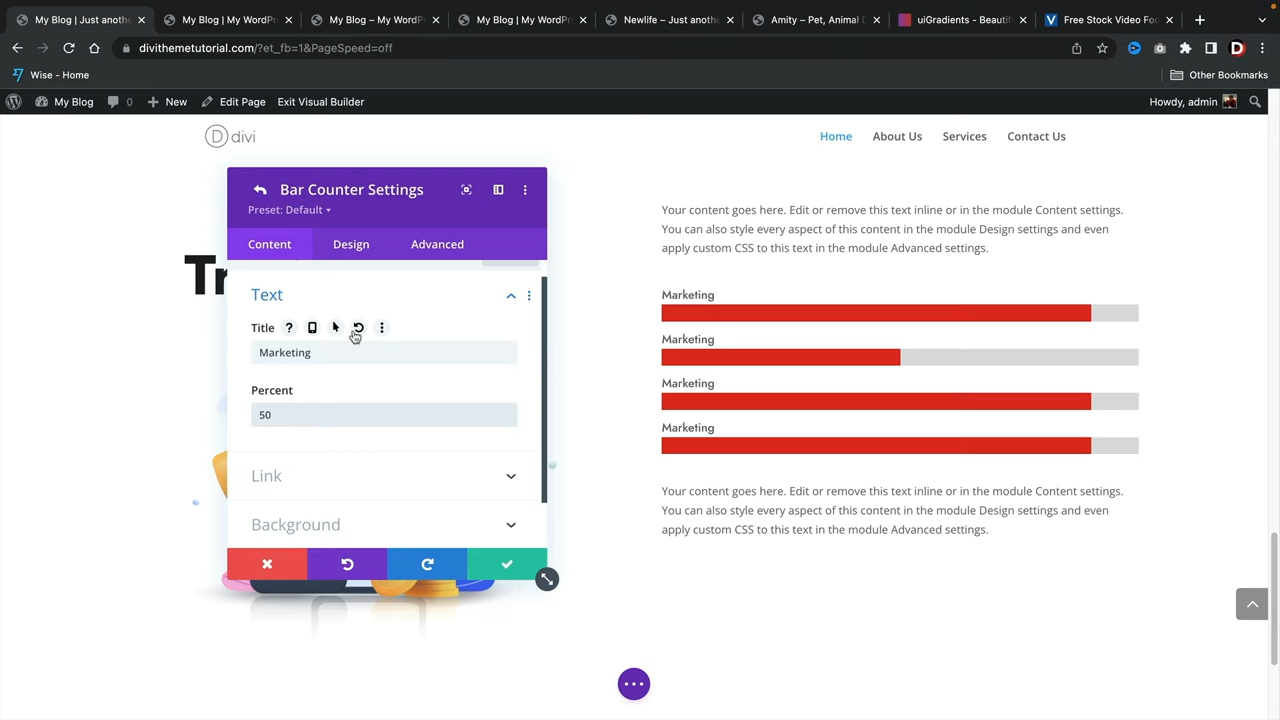 My Blog | Just anothe
My Blog | My WordPr
My Blog – My WordPr
My Blog | My WordPr
Newlife – Just anothe
Amity – Pet, Animal D
uiGradients - Beautif
Free Stock Video Foo
divithemetutorial.com/?et_fb=1&PageSpeed=off
Wise - Home
Other Bookmarks
My Blog
0
New
Edit Page
Exit Visual Builder
Howdy, admin
divi
Home
About Us
Services
Contact Us
Bar Counter Settings
Preset: Default
Content
Design
Advanced
Tr
Text
Title
Marketing
Percent
50
Link
Background
Your content goes here. Edit or remove this text inline or in the module Content settings.
You can also style every aspect of this content in the module Design settings and even
apply custom CSS to this text in the module Advanced settings.
Marketing
Marketing
Marketing
Marketing
Your content goes here. Edit or remove this text inline or in the module Content settings.
You can also style every aspect of this content in the module Design settings and even
apply custom CSS to this text in the module Advanced settings.